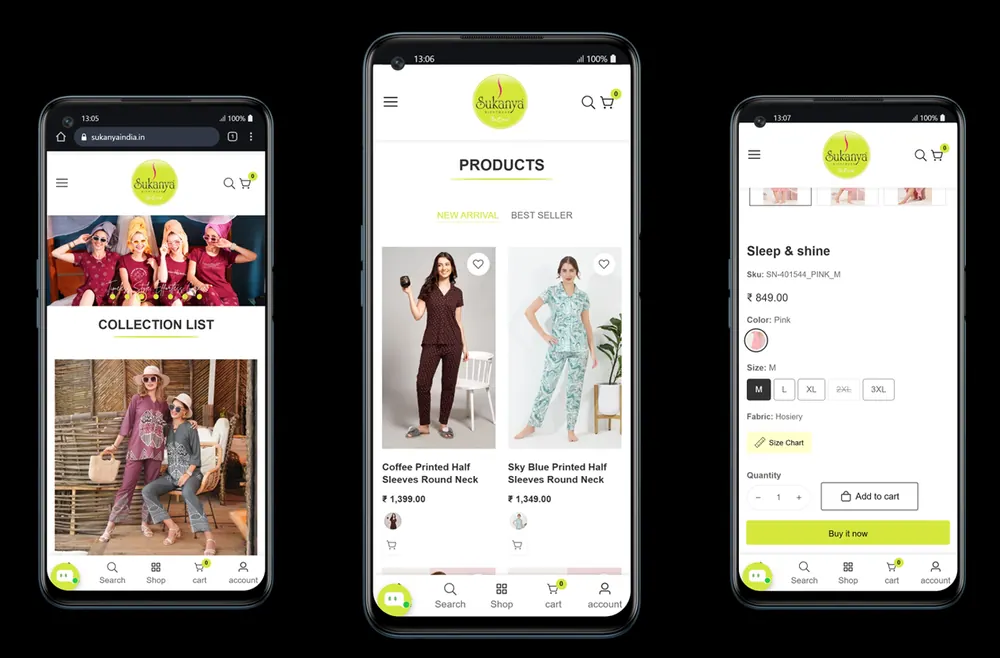 13:05
100%
sukanyaindia.in
1
Sukanya
0
COLLECTION LIST
0
Search
Shop
cart
account
13:06
100%
Sukanya
0
PRODUCTS
NEW ARRIVAL
BEST SELLER
Coffee Printed Half
Sleeves Round Neck
₹ 1,399.00
Sky Blue Printed Half
Sleeves Round Neck
₹ 1,349.00
0
Search
Shop
cart
account
13:07
100%
Sukanya
0
Sleep & shine
Sku: SN-401544_PINK_M
₹ 849.00
Color: Pink
Size: M
M L XL 2XL 3XL
Fabric: Hosiery
Size Chart
Quantity
− 1 +
Add to cart
Buy it now
0
Search
Shop
cart
account